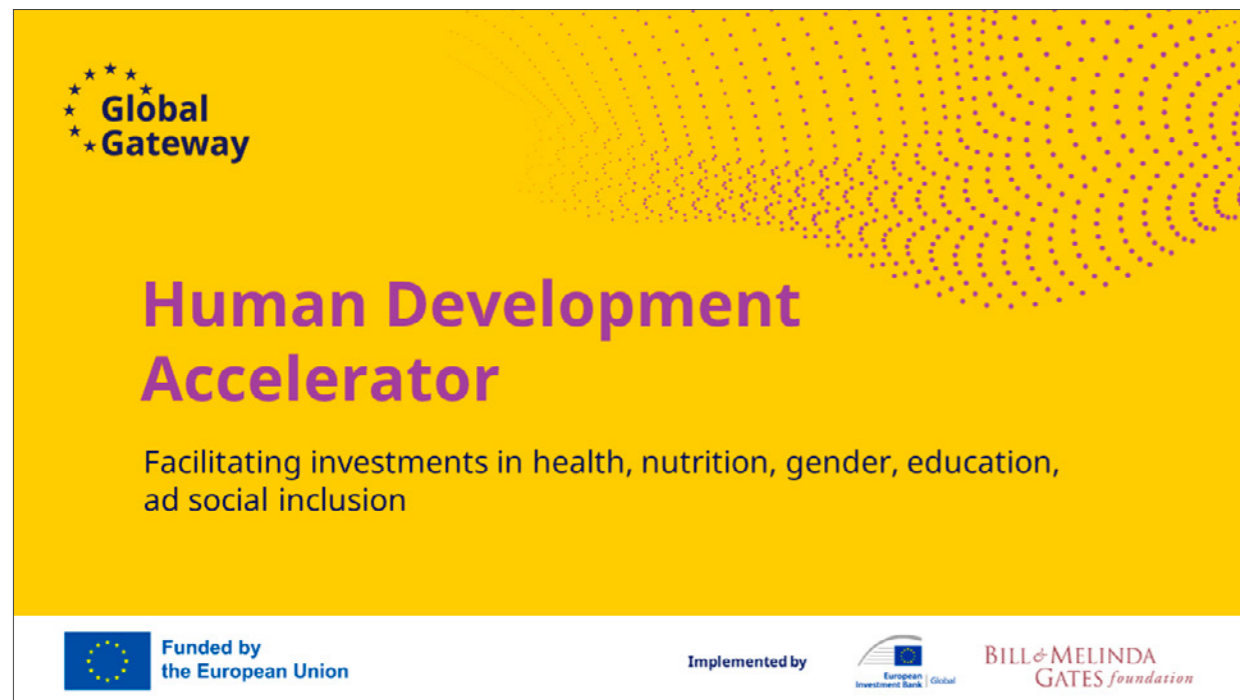 Global
Gateway
Human Development
Accelerator
Facilitating investments in health, nutrition, gender, education,
ad social inclusion
Funded by
the European Union
Implemented by
European
Investment Bank | Global
BILL & MELINDA
GATES foundation